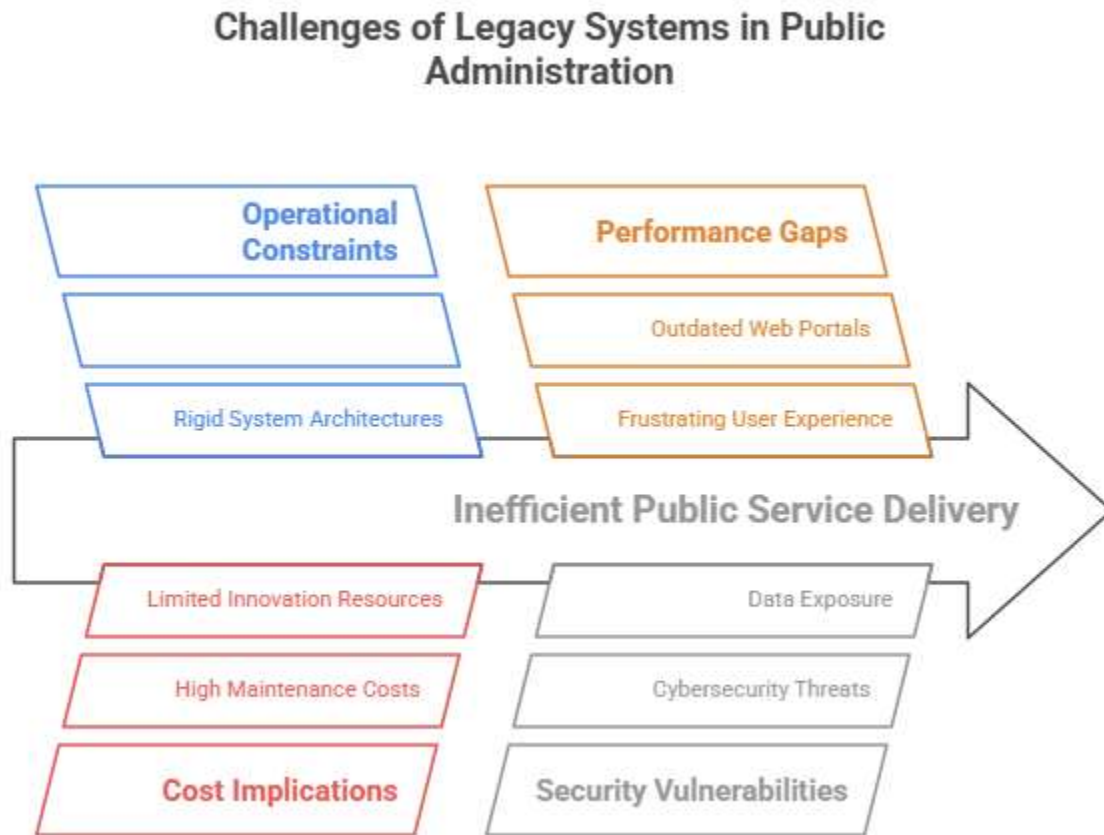 Challenges of Legacy Systems in Public
Administration
Operational
Constraints
Rigid System Architectures
Performance Gaps
Outdated Web Portals
Frustrating User Experience
Inefficient Public Service Delivery
Limited Innovation Resources
High Maintenance Costs
Cost Implications
Data Exposure
Cybersecurity Threats
Security Vulnerabilities